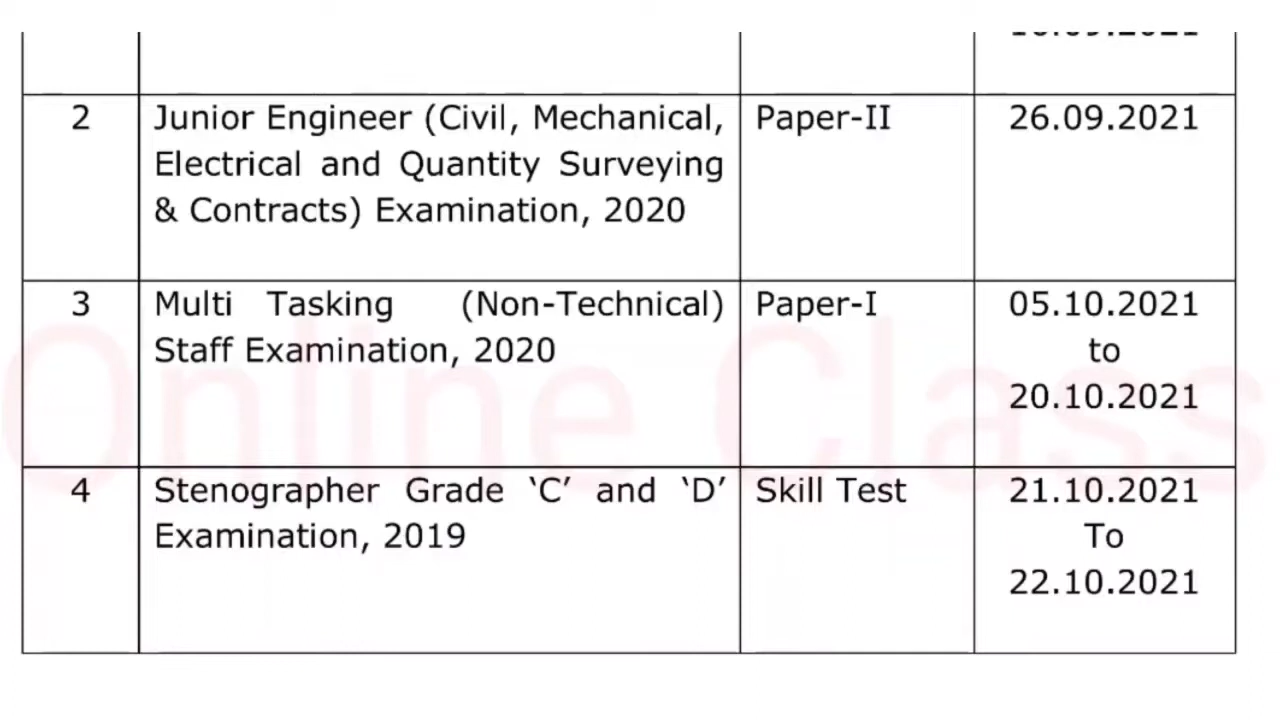 2 Junior Engineer (Civil, Mechanical, Paper-II 26.09.2021
Electrical and Quantity Surveying
& Contracts) Examination, 2020
3 Multi Tasking (Non-Technical) Paper-I 05.10.2021
Staff Examination, 2020 to
20.10.2021
4 Stenographer Grade ‘C’ and ‘D’ Skill Test 21.10.2021
Examination, 2019 To
22.10.2021
Online Class